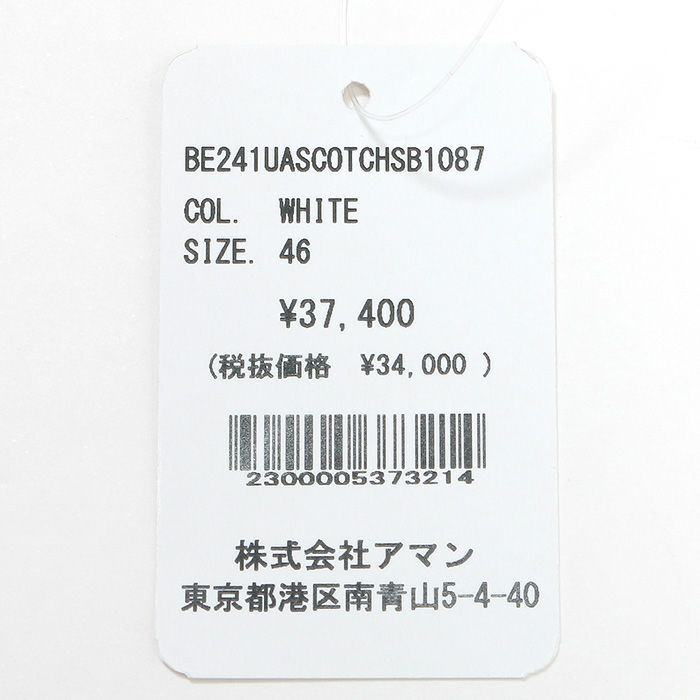 BE241UASCOTCHSB1087
COL. WHITE
SIZE. 46
¥37,400
(税抜価格 ¥34,000 )
2300005373214
株式会社アマン
東京都港区南青山5-4-40